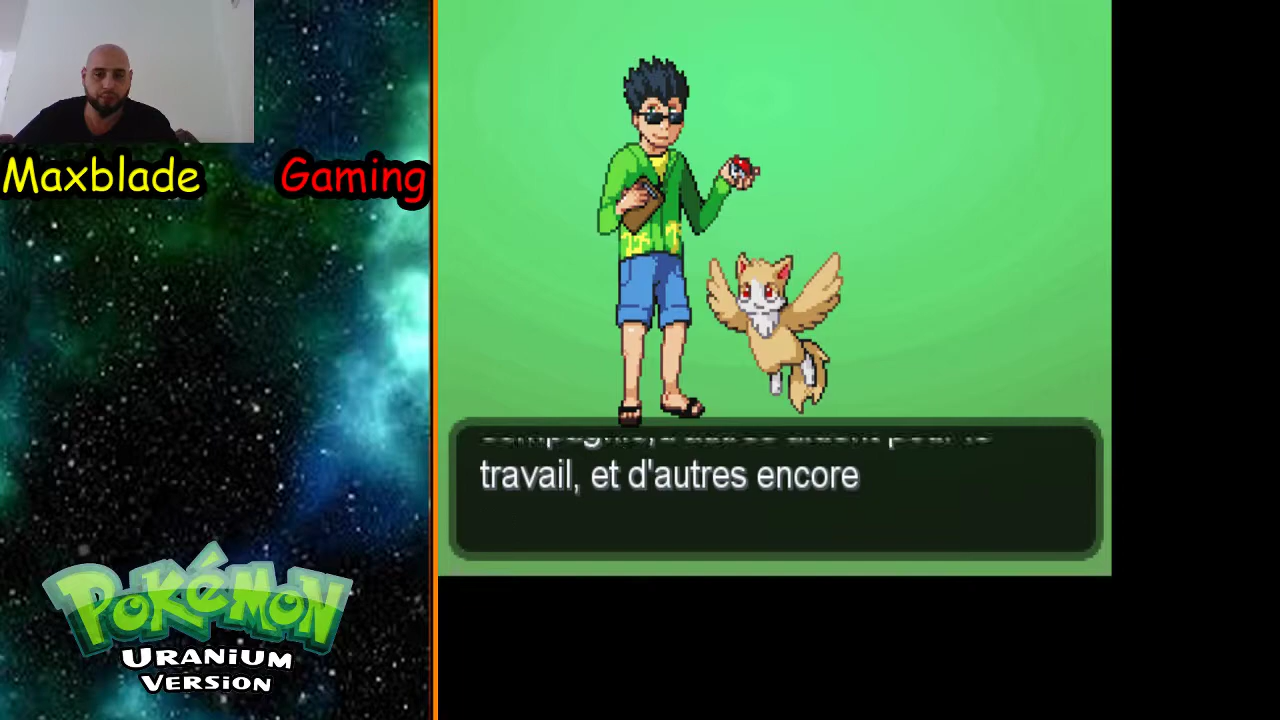 Maxblade Gaming
travail, et d'autres encore
POKéMON
URANIUM
VERSION